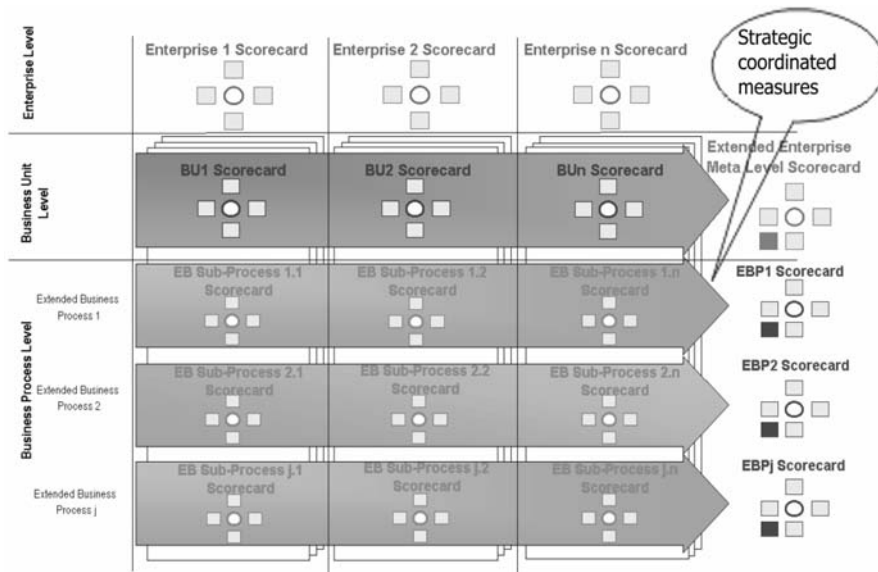 Enterprise Level
Enterprise 1 Scorecard
Enterprise 2 Scorecard
Enterprise n Scorecard
Strategic
coordinated
measures
Business Unit
Level
BU1 Scorecard
BU2 Scorecard
BUn Scorecard
Extended Enterprise
Meta Level Scorecard
Business Process Level
Extended Business
Process 1
EB Sub-Process 1.1
Scorecard
EB Sub-Process 1.2
Scorecard
EB Sub-Process 1.n
Scorecard
EBP1 Scorecard
Extended Business
Process 2
EB Sub-Process 2.1
Scorecard
EB Sub-Process 2.2
Scorecard
EB Sub-Process 2.n
Scorecard
EBP2 Scorecard
Extended Business
Process j
EB Sub-Process j.1
Scorecard
EB Sub-Process j.2
Scorecard
EB Sub-Process j.n
Scorecard
EBPj Scorecard